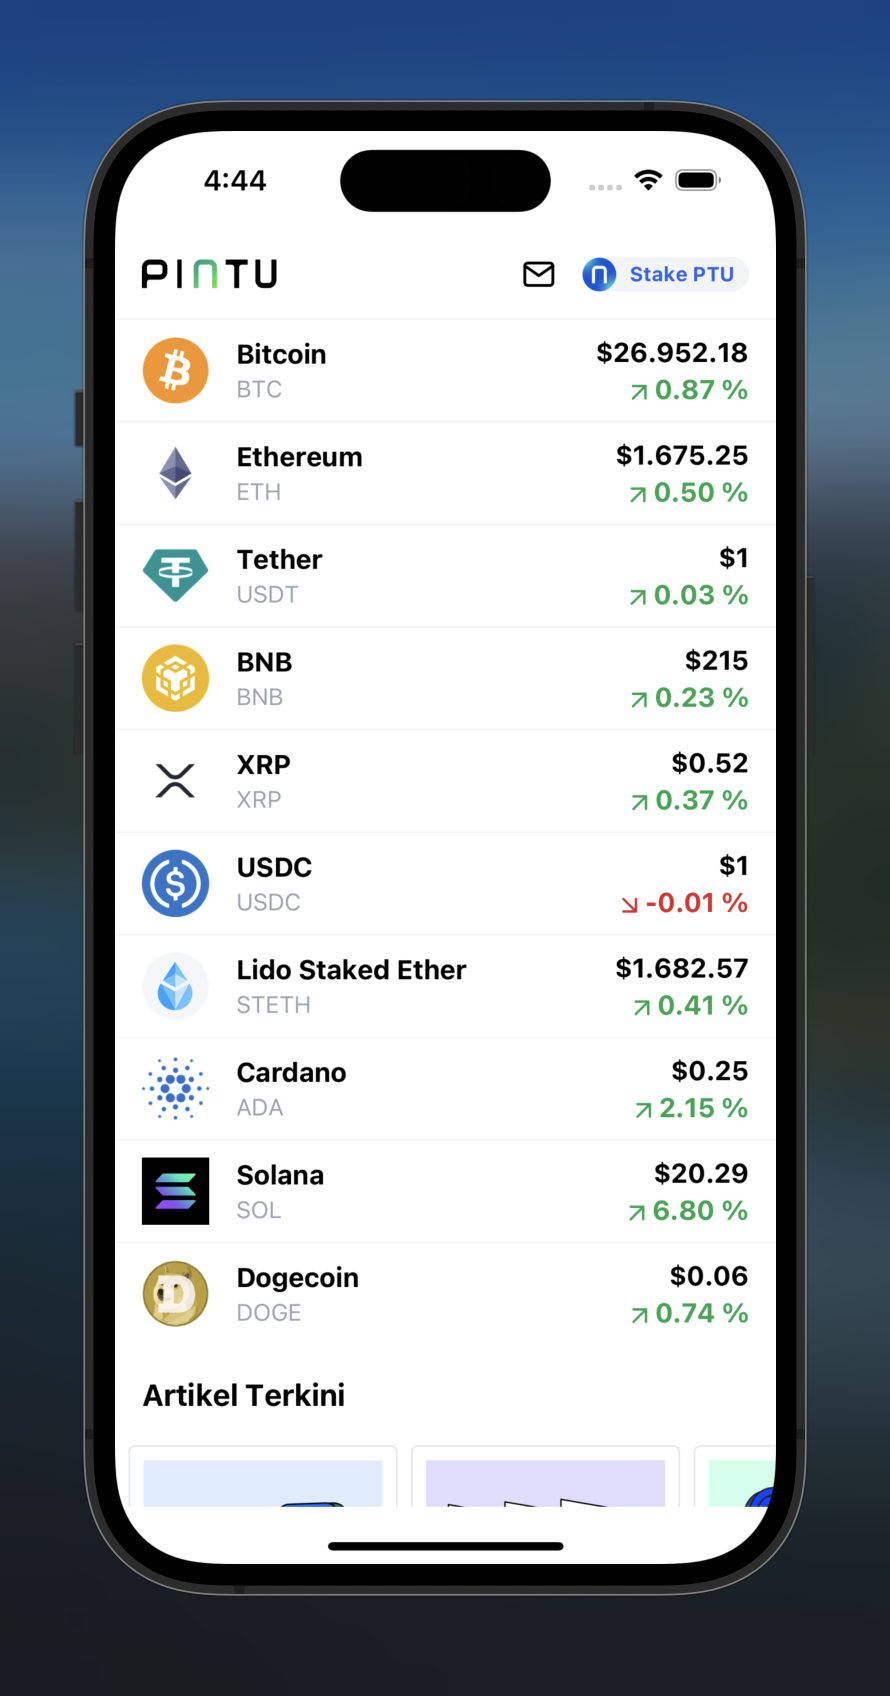 4:44
PINTU
Stake PTU
Bitcoin
$26.952.18
BTC
0.87 %
Ethereum
$1.675.25
ETH
0.50 %
Tether
$1
USDT
0.03 %
BNB
$215
BNB
0.23 %
XRP
$0.52
XRP
0.37 %
USDC
$1
USDC
-0.01 %
Lido Staked Ether
$1.682.57
STETH
0.41 %
Cardano
$0.25
ADA
2.15 %
Solana
$20.29
SOL
6.80 %
Dogecoin
$0.06
DOGE
0.74 %
Artikel Terkini